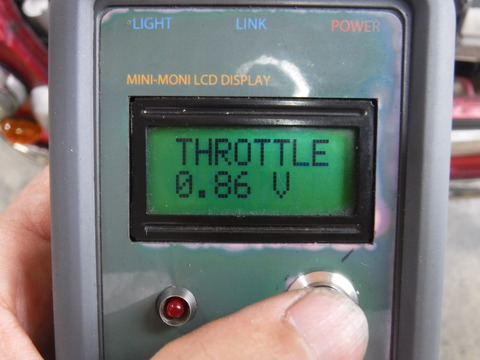 LIGHT LINK POWER
MINI-MONI LCD DISPLAY
THROTTLE
0.86 V